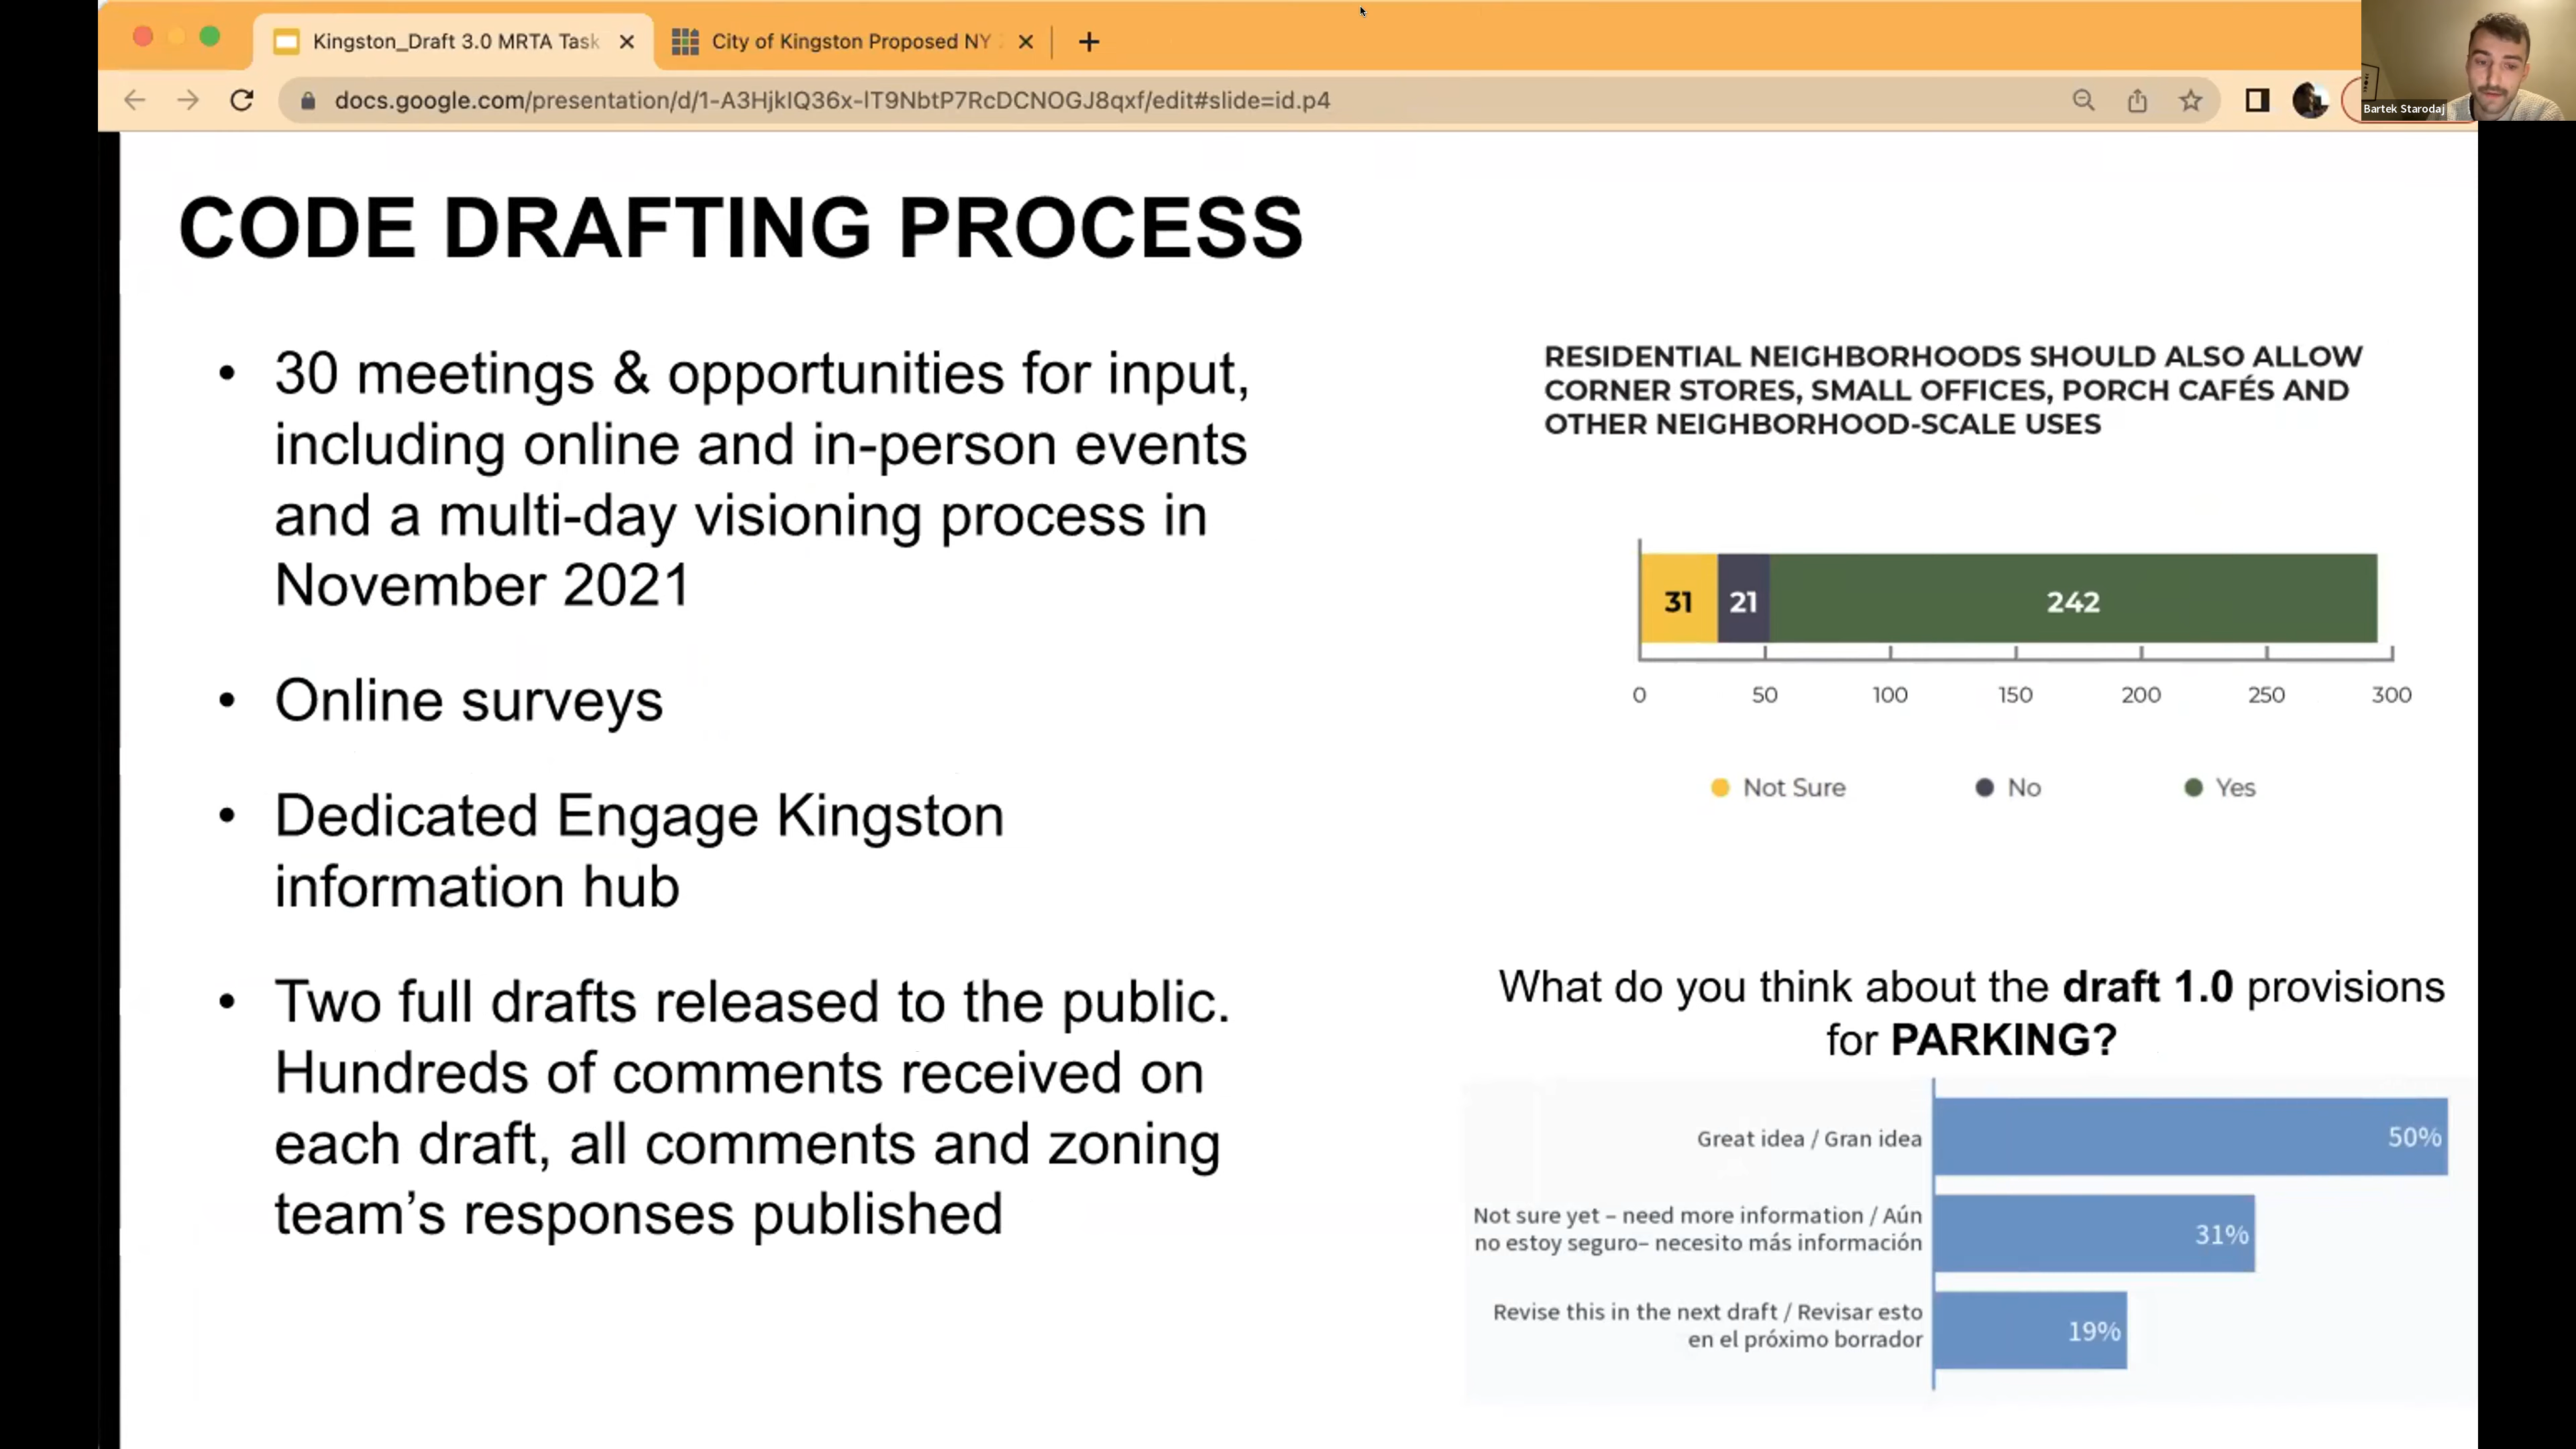 Kingston_Draft 3.0 MRTA Task
City of Kingston Proposed NY
docs.google.com/presentation/d/1-A3HjklQ36x-lT9NbtP7RcDCNOGJ8qxf/edit#slide=id.p4
Bartek Starodaj
CODE DRAFTING PROCESS
• 30 meetings & opportunities for input,
including online and in-person events
and a multi-day visioning process in
November 2021
• Online surveys
• Dedicated Engage Kingston
information hub
• Two full drafts released to the public.
Hundreds of comments received on
each draft, all comments and zoning
team’s responses published
RESIDENTIAL NEIGHBORHOODS SHOULD ALSO ALLOW
CORNER STORES, SMALL OFFICES, PORCH CAFÉS AND
OTHER NEIGHBORHOOD-SCALE USES
31 21 242
0 50 100 150 200 250 300
Not Sure No Yes
What do you think about the draft 1.0 provisions
for PARKING?
Great idea / Gran idea 50%
Not sure yet – need more information / Aún
no estoy seguro– necesito más información
31%
Revise this in the next draft / Revisar esto
en el próximo borrador
19%